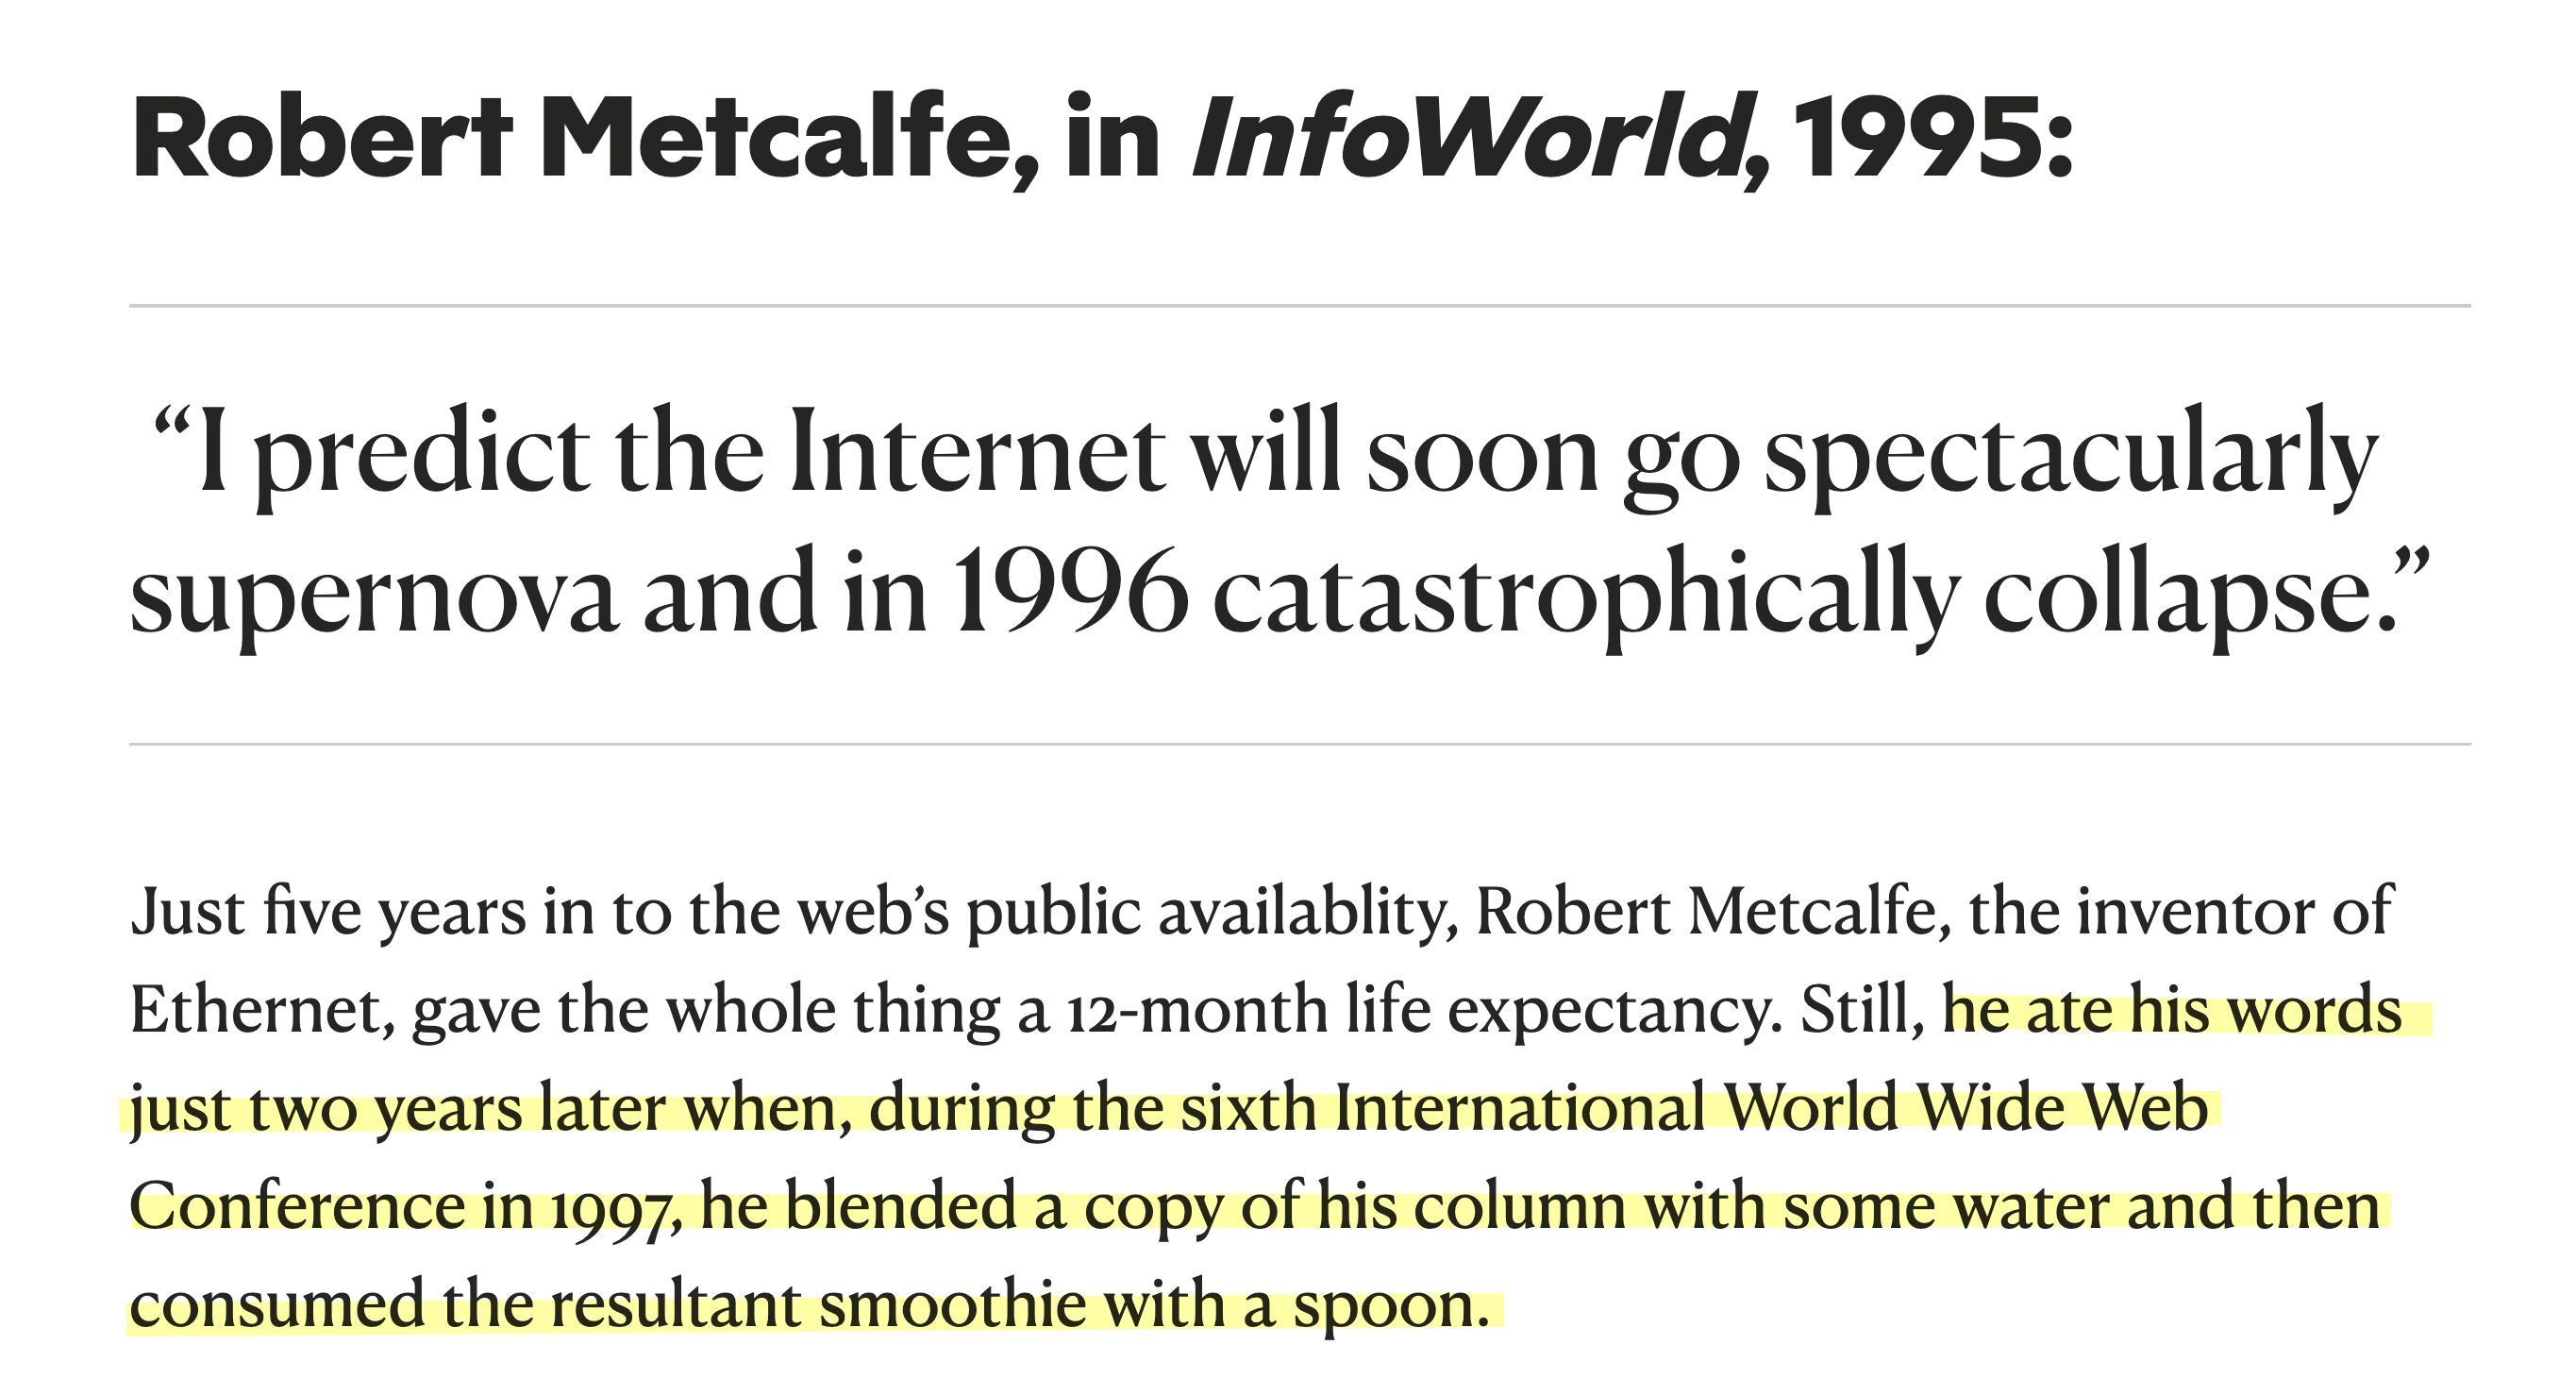 Robert Metcalfe, in InfoWorld, 1995:
“I predict the Internet will soon go spectacularly
supernova and in 1996 catastrophically collapse.”
Just five years in to the web’s public availablity, Robert Metcalfe, the inventor of
Ethernet, gave the whole thing a 12-month life expectancy. Still, he ate his words
just two years later when, during the sixth International World Wide Web
Conference in 1997, he blended a copy of his column with some water and then
consumed the resultant smoothie with a spoon.